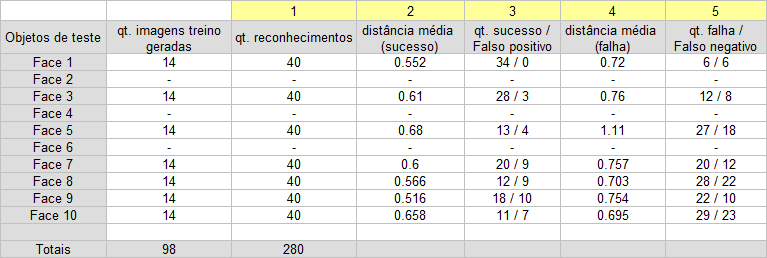 1 2 3 4 5
Objetos de teste qt. imagens treino geradas qt. reconhecimentos distância média (sucesso) qt. sucesso / Falso positivo distância média (falha) qt. falha / Falso negativo
Face 1 14 40 0.552 34 / 0 0.72 6 / 6
Face 2 - - - - - -
Face 3 14 40 0.61 28 / 3 0.76 12 / 8
Face 4 - - - - - -
Face 5 14 40 0.68 13 / 4 1.11 27 / 18
Face 6 - - - - - -
Face 7 14 40 0.6 20 / 9 0.757 20 / 12
Face 8 14 40 0.566 12 / 9 0.703 28 / 22
Face 9 14 40 0.516 18 / 10 0.754 22 / 10
Face 10 14 40 0.658 11 / 7 0.695 29 / 23
Totais 98 280